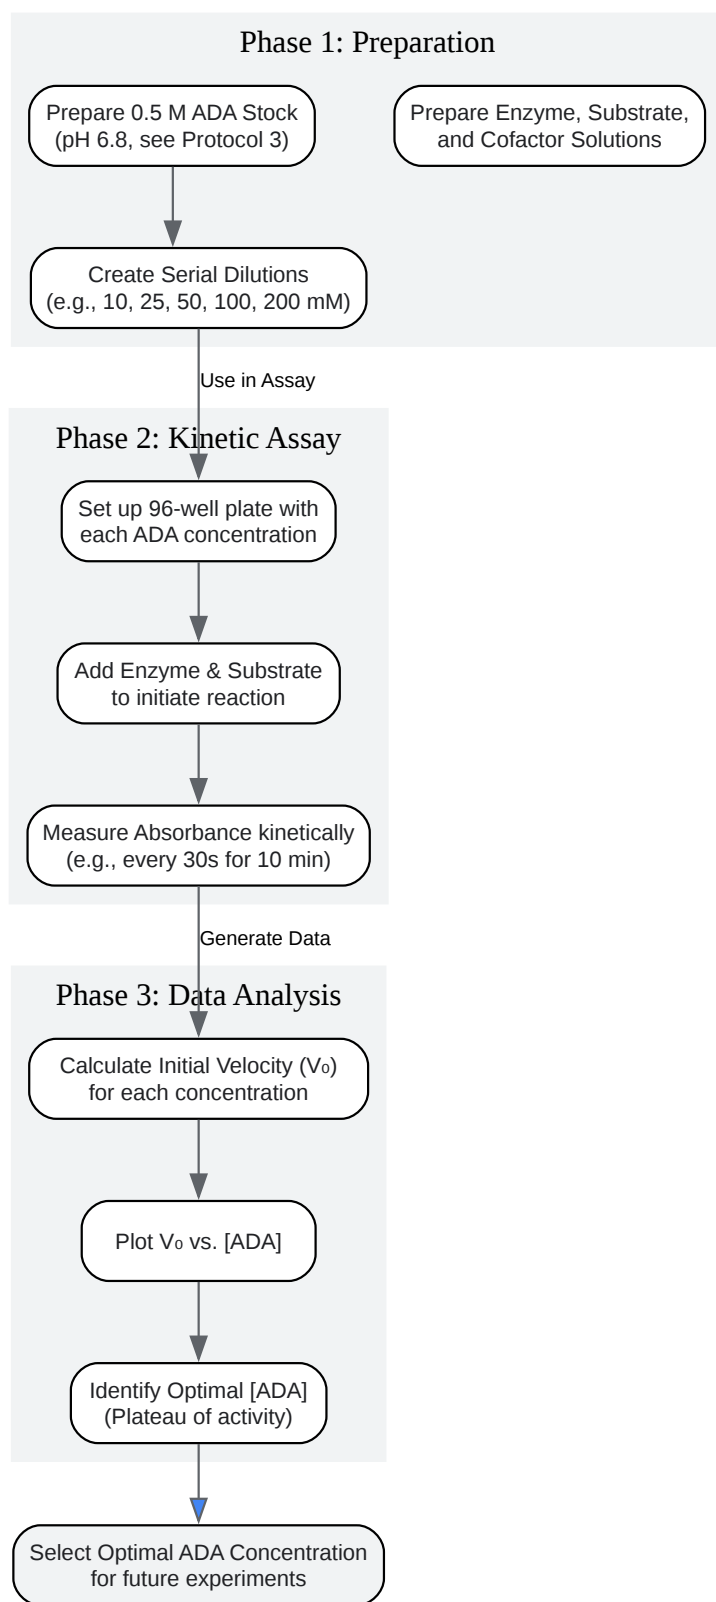 Phase 1: Preparation
Prepare 0.5 M ADA Stock
(pH 6.8, see Protocol 3)
Prepare Enzyme, Substrate,
and Cofactor Solutions
Create Serial Dilutions
(e.g., 10, 25, 50, 100, 200 mM)
Use in Assay
Phase 2: Kinetic Assay
Set up 96-well plate with
each ADA concentration
Add Enzyme & Substrate
to initiate reaction
Measure Absorbance kinetically
(e.g., every 30s for 10 min)
Generate Data
Phase 3: Data Analysis
Calculate Initial Velocity (V₀)
for each concentration
Plot V₀ vs. [ADA]
Identify Optimal [ADA]
(Plateau of activity)
Select Optimal ADA Concentration
for future experiments